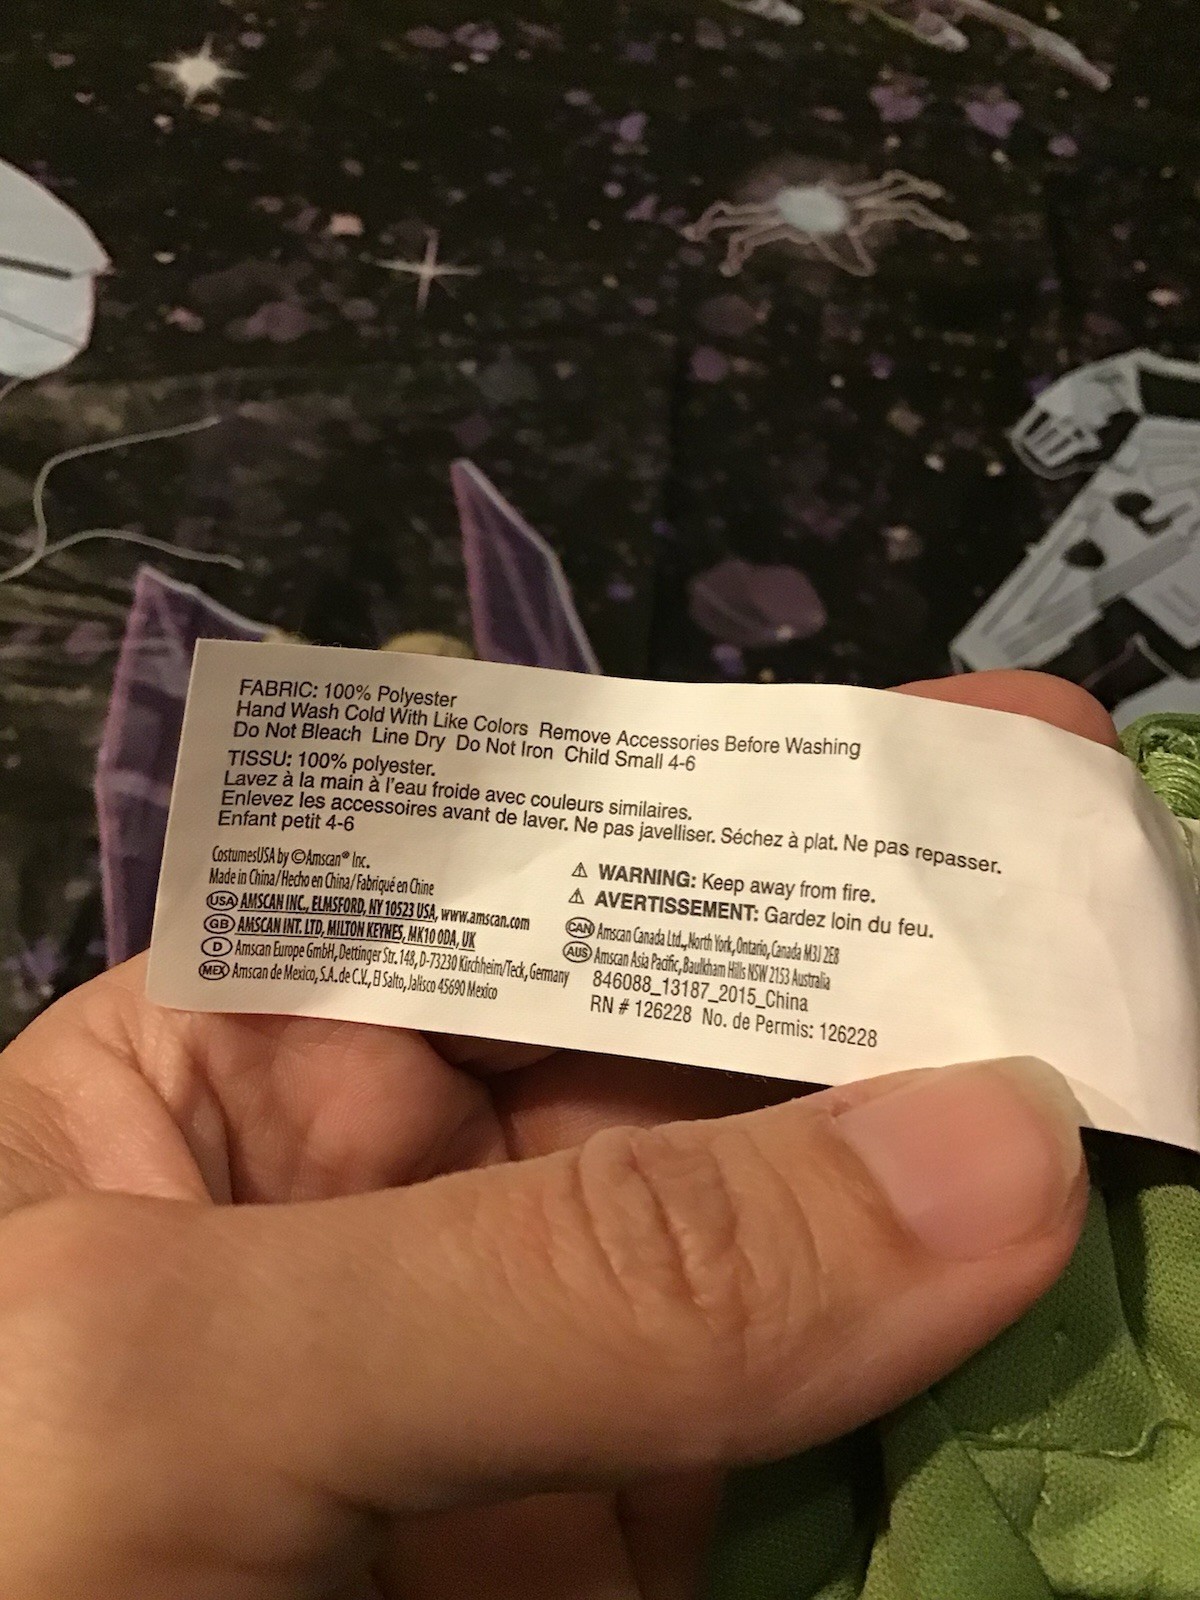 FABRIC: 100% Polyester
Hand Wash Cold With Like Colors Remove Accessories Before Washing
Do Not Bleach Line Dry Do Not Iron Child Small 4-6
TISSU: 100% polyester.
Lavez à la main à l'eau froide avec couleurs similaires.
Enlevez les accessoires avant de laver. Ne pas javelliser. Séchez à plat. Ne pas repasser.
Enfant petit 4-6
CostumesUSA by ©Amscan® Inc.
Made in China/Hecho en China/Fabriqué en Chine
USA AMSCAN INC., ELMSFORD, NY 10523 USA, www.amscan.com
GB AMSCAN INT. LTD, MILTON KEYNES, MK10 0DA, UK
D Amscan Europe GmbH, Dettinger Str. 148, D-73230 Kirchheim/Teck, Germany
MEX Amscan de Mexico, S.A. de C.V., El Salto, Jalisco 45690 Mexico
⚠ WARNING: Keep away from fire.
⚠ AVERTISSEMENT: Gardez loin du feu.
CAN Amscan Canada Ltd., North York, Ontario, Canada M3J 2E8
AUS Amscan Asia Pacific, Baulkham Hills NSW 2153 Australia
846088_13187_2015_China
RN # 126228 No. de Permis: 126228